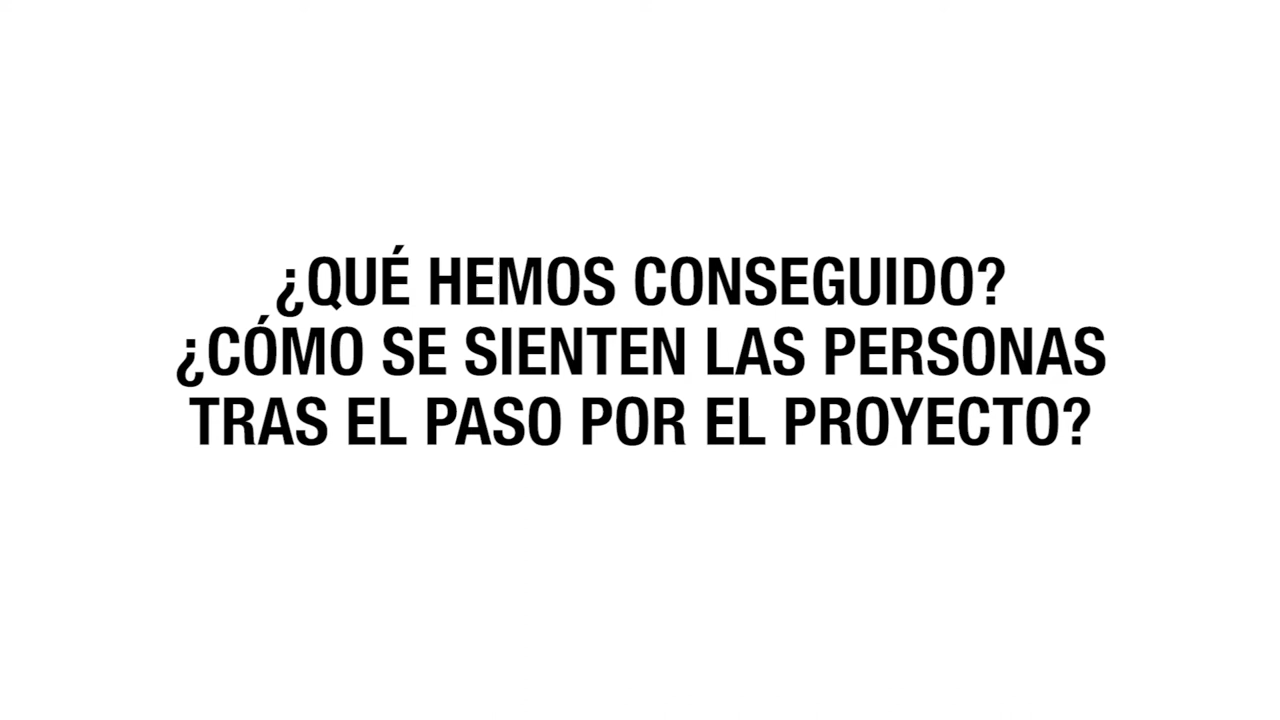 ¿QUÉ HEMOS CONSEGUIDO?
¿CÓMO SE SIENTEN LAS PERSONAS
TRAS EL PASO POR EL PROYECTO?